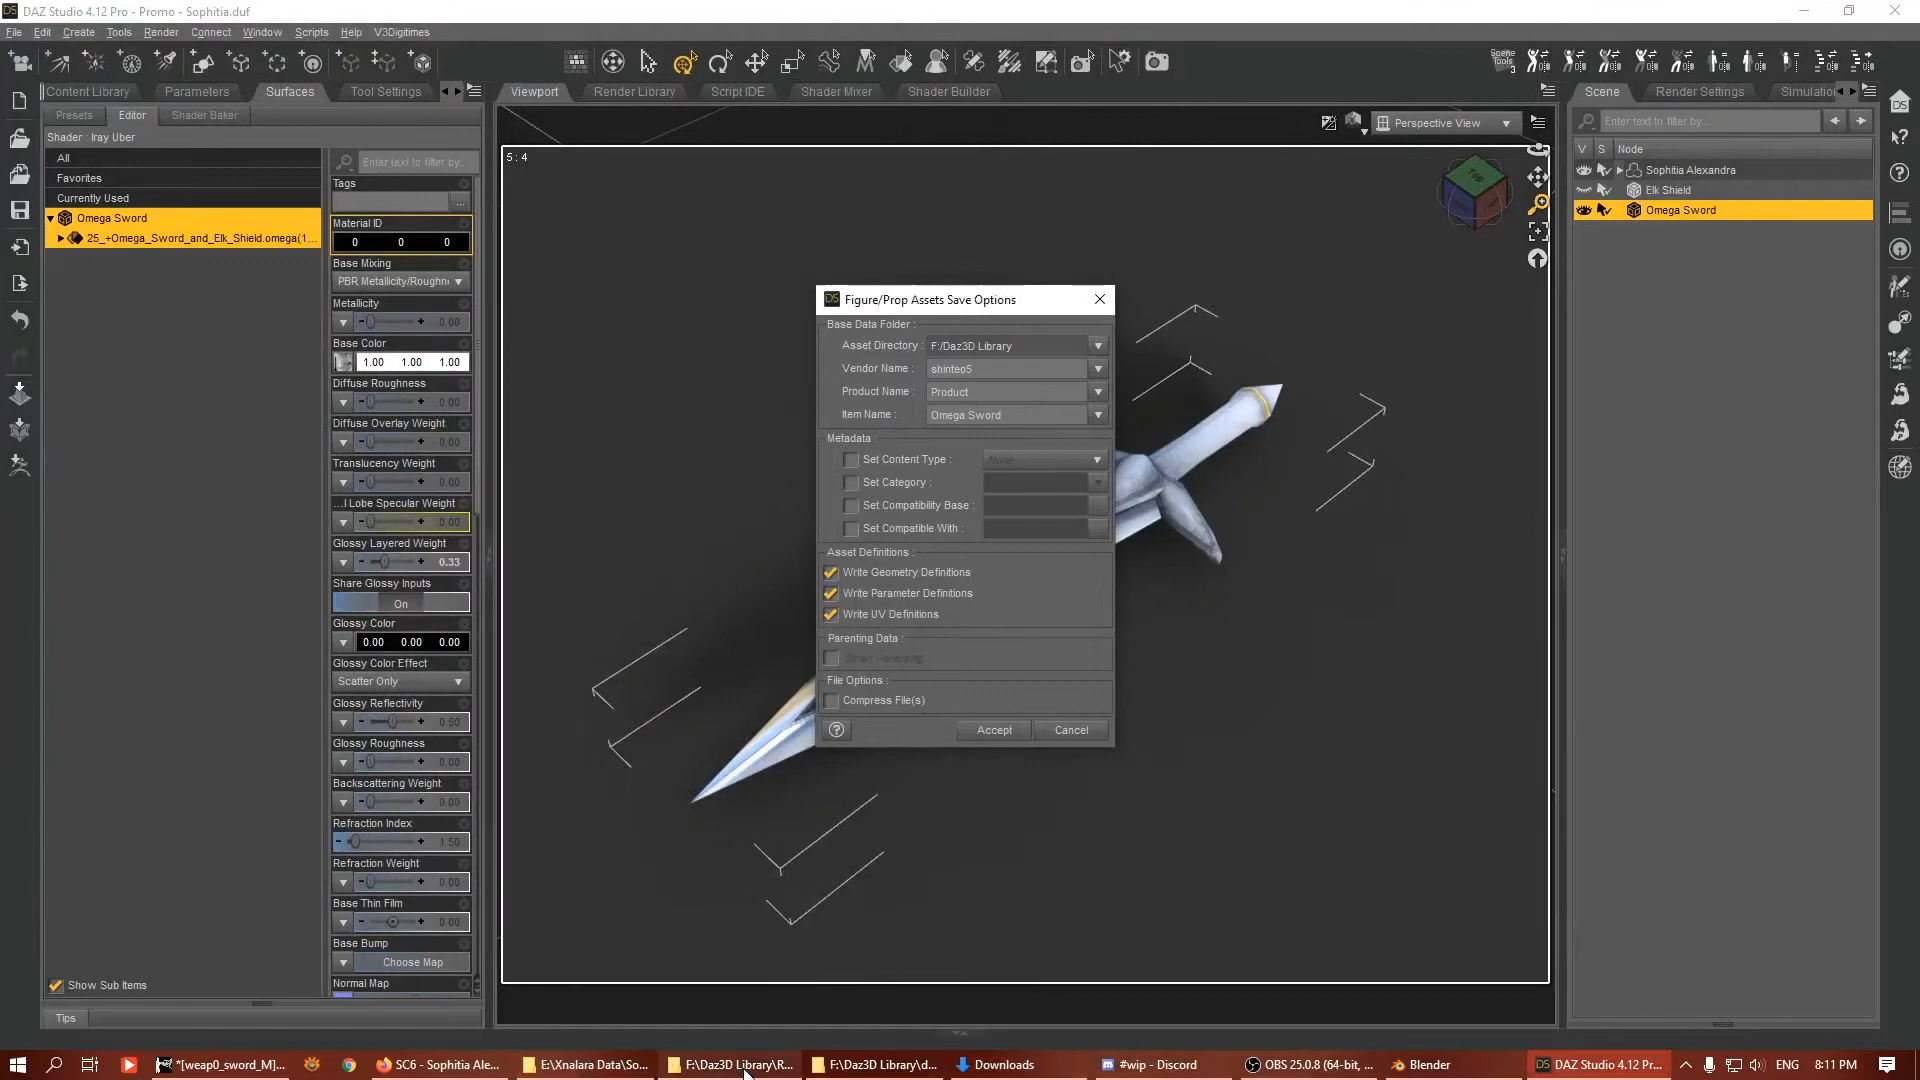 DAZ Studio 4.12 Pro - Promo - Sophitia.duf
File Edit Create Tools Render Connect Window Scripts Help V3Digitimes
Content Library Parameters Surfaces Tool Settings
Viewport Render Library Script IDE Shader Mixer Shader Builder
Scene Render Settings Simulation
Scene
Tools
3
Presets Editor Shader Baker
Shader : Iray Uber
All
Favorites
Currently Used
Omega Sword
25_+Omega_Sword_and_Elk_Shield.omega(1...
Show Sub Items
Tips
Enter text to filter by...
Tags
...
Material ID
0 0 0
Base Mixing
PBR Metallicity/Roughn
Metallicity
0.00
Base Color
1.00 1.00 1.00
Diffuse Roughness
0.00
Diffuse Overlay Weight
0.00
Translucency Weight
0.00
...l Lobe Specular Weight
0.00
Glossy Layered Weight
0.33
Share Glossy Inputs
On
Glossy Color
0.00 0.00 0.00
Glossy Color Effect
Scatter Only
Glossy Reflectivity
0.50
Glossy Roughness
0.00
Backscattering Weight
0.00
Refraction Index
1.50
Refraction Weight
0.00
Base Thin Film
0.00
Base Bump
Choose Map
Normal Map
5 : 4
Perspective View
Top
Figure/Prop Assets Save Options
Base Data Folder :
Asset Directory : F:/Daz3D Library
Vendor Name : shinteo5
Product Name : Product
Item Name : Omega Sword
Metadata :
Set Content Type : None
Set Category :
Set Compatibility Base :
Set Compatible With :
Asset Definitions :
Write Geometry Definitions
Write Parameter Definitions
Write UV Definitions
Parenting Data :
Smart Parenting
File Options :
Compress File(s)
Accept Cancel
Enter text to filter by...
V S Node
Sophitia Alexandra
Elk Shield
Omega Sword
*[weap0_sword_M]...
SC6 - Sophitia Ale...
E:\Xnalara Data\So...
F:\Daz3D Library\R...
F:\Daz3D Library\d...
Downloads
#wip - Discord
OBS 25.0.8 (64-bit, ...
Blender
DAZ Studio 4.12 Pr...
ENG 8:11 PM